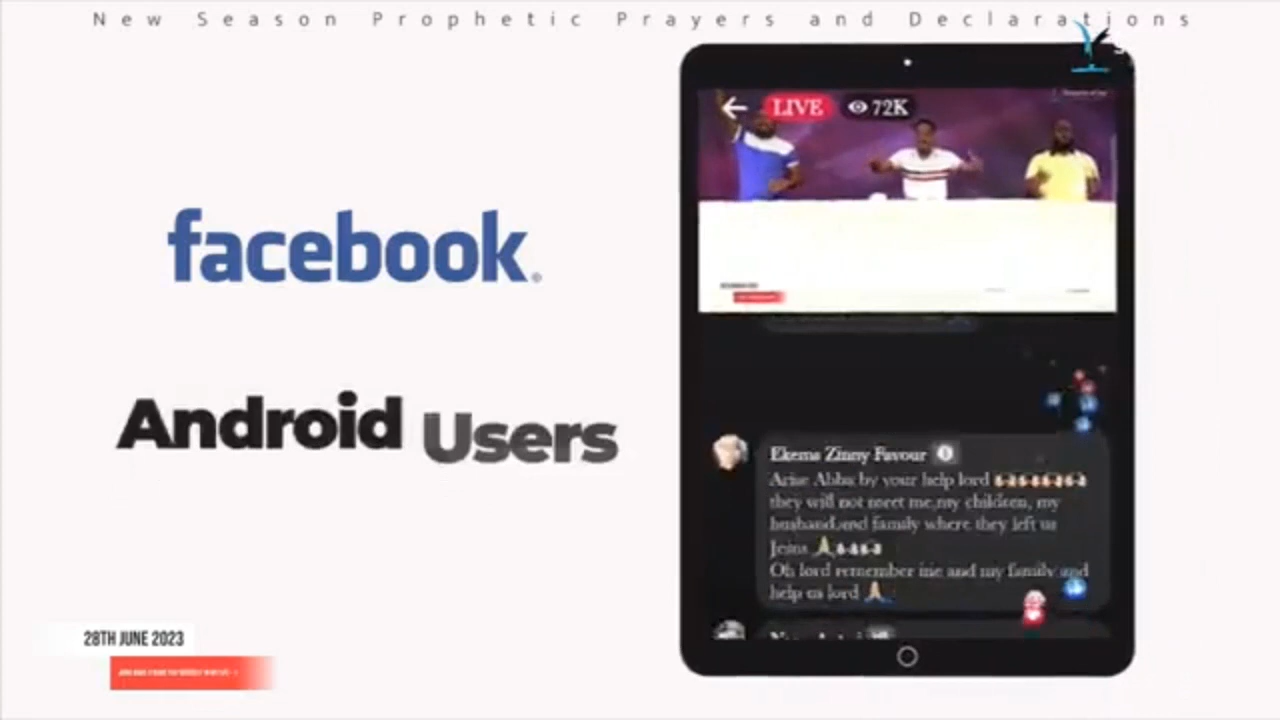 New Season Prophetic Prayers and Declarations
LIVE 72K
facebook
Android Users
Ekema Zinny Favour
Arise Abba by your help lord
they will not meet me,my children, my
husband,and family where they left us
Jesus
Oh lord remember me and my family and
help us lord
28TH JUNE 2023